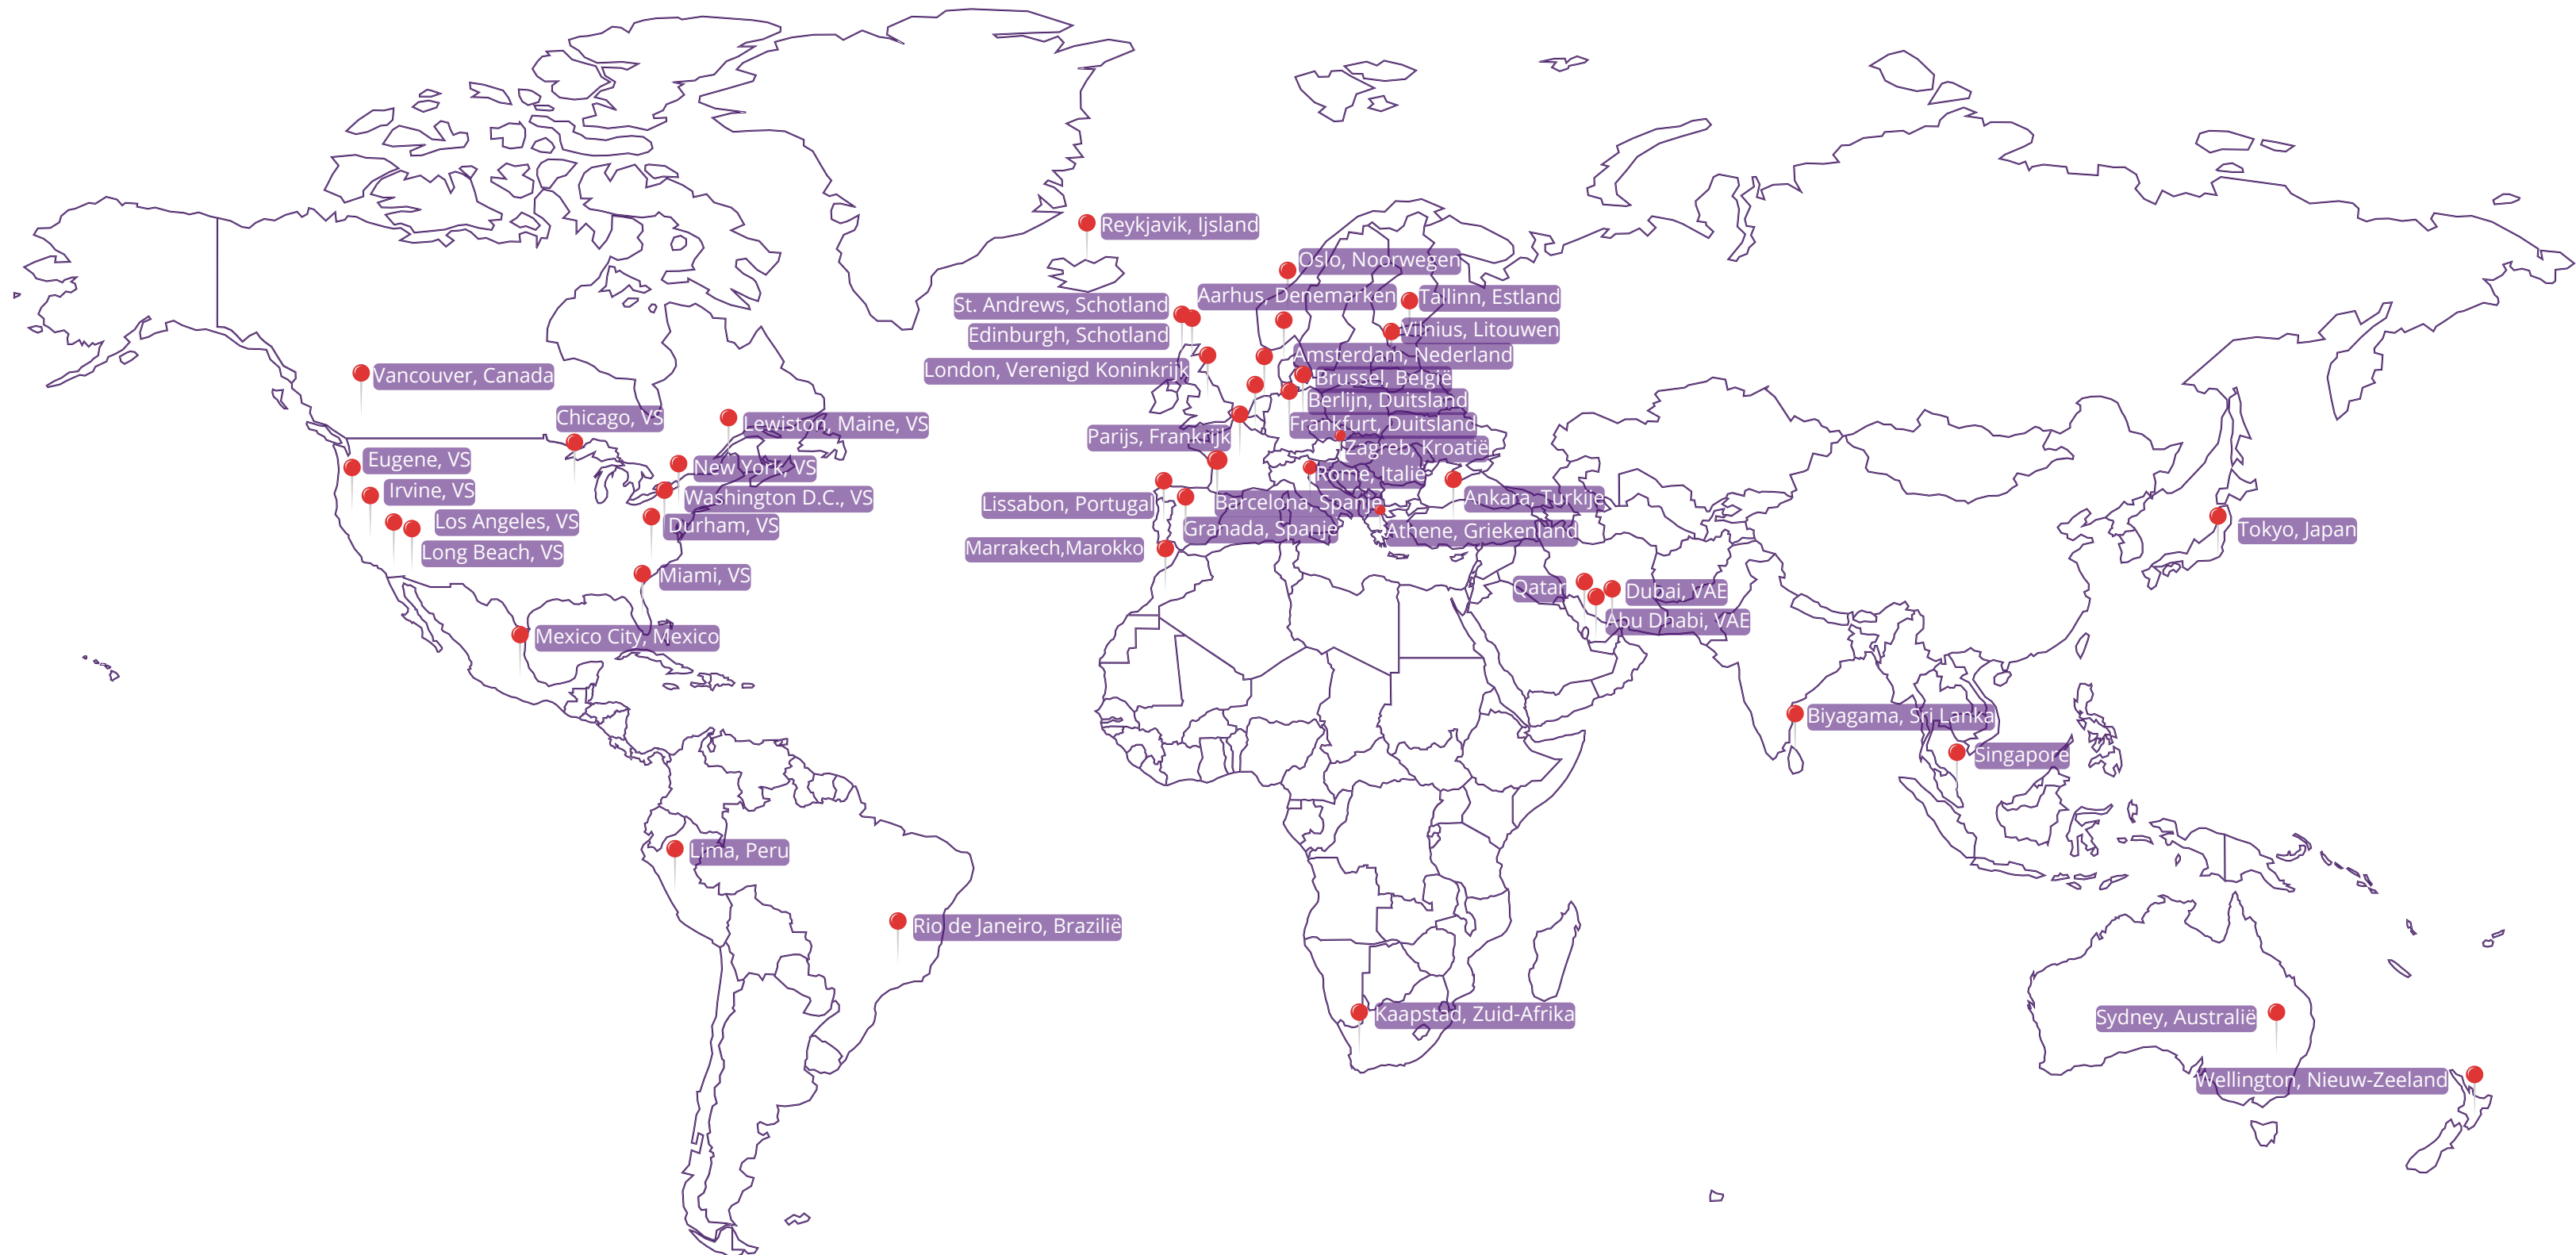 Reykjavik, Ijsland
Oslo, Noorwegen
St. Andrews, Schotland
Aarhus, Denemarken
Tallinn, Estland
Edinburgh, Schotland
Vilnius, Litouwen
London, Verenigd Koninkrijk
Amsterdam, Nederland
Vancouver, Canada
Brussel, België
Berlijn, Duitsland
Chicago, VS
Lewiston, Maine, VS
Frankfurt, Duitsland
Parijs, Frankrijk
Zagreb, Kroatië
Eugene, VS
New York, VS
Rome, Italië
Irvine, VS
Washington D.C., VS
Lissabon, Portugal
Barcelona, Spanje
Ankara, Turkije
Los Angeles, VS
Durham, VS
Granada, Spanje
Athene, Griekenland
Tokyo, Japan
Long Beach, VS
Marrakech,Marokko
Miami, VS
Qatar
Dubai, VAE
Abu Dhabi, VAE
Mexico City, Mexico
Biyagama, Sri Lanka
Singapore
Lima, Peru
Rio de Janeiro, Brazilië
Kaapstad, Zuid-Afrika
Sydney, Australië
Wellington, Nieuw-Zeeland